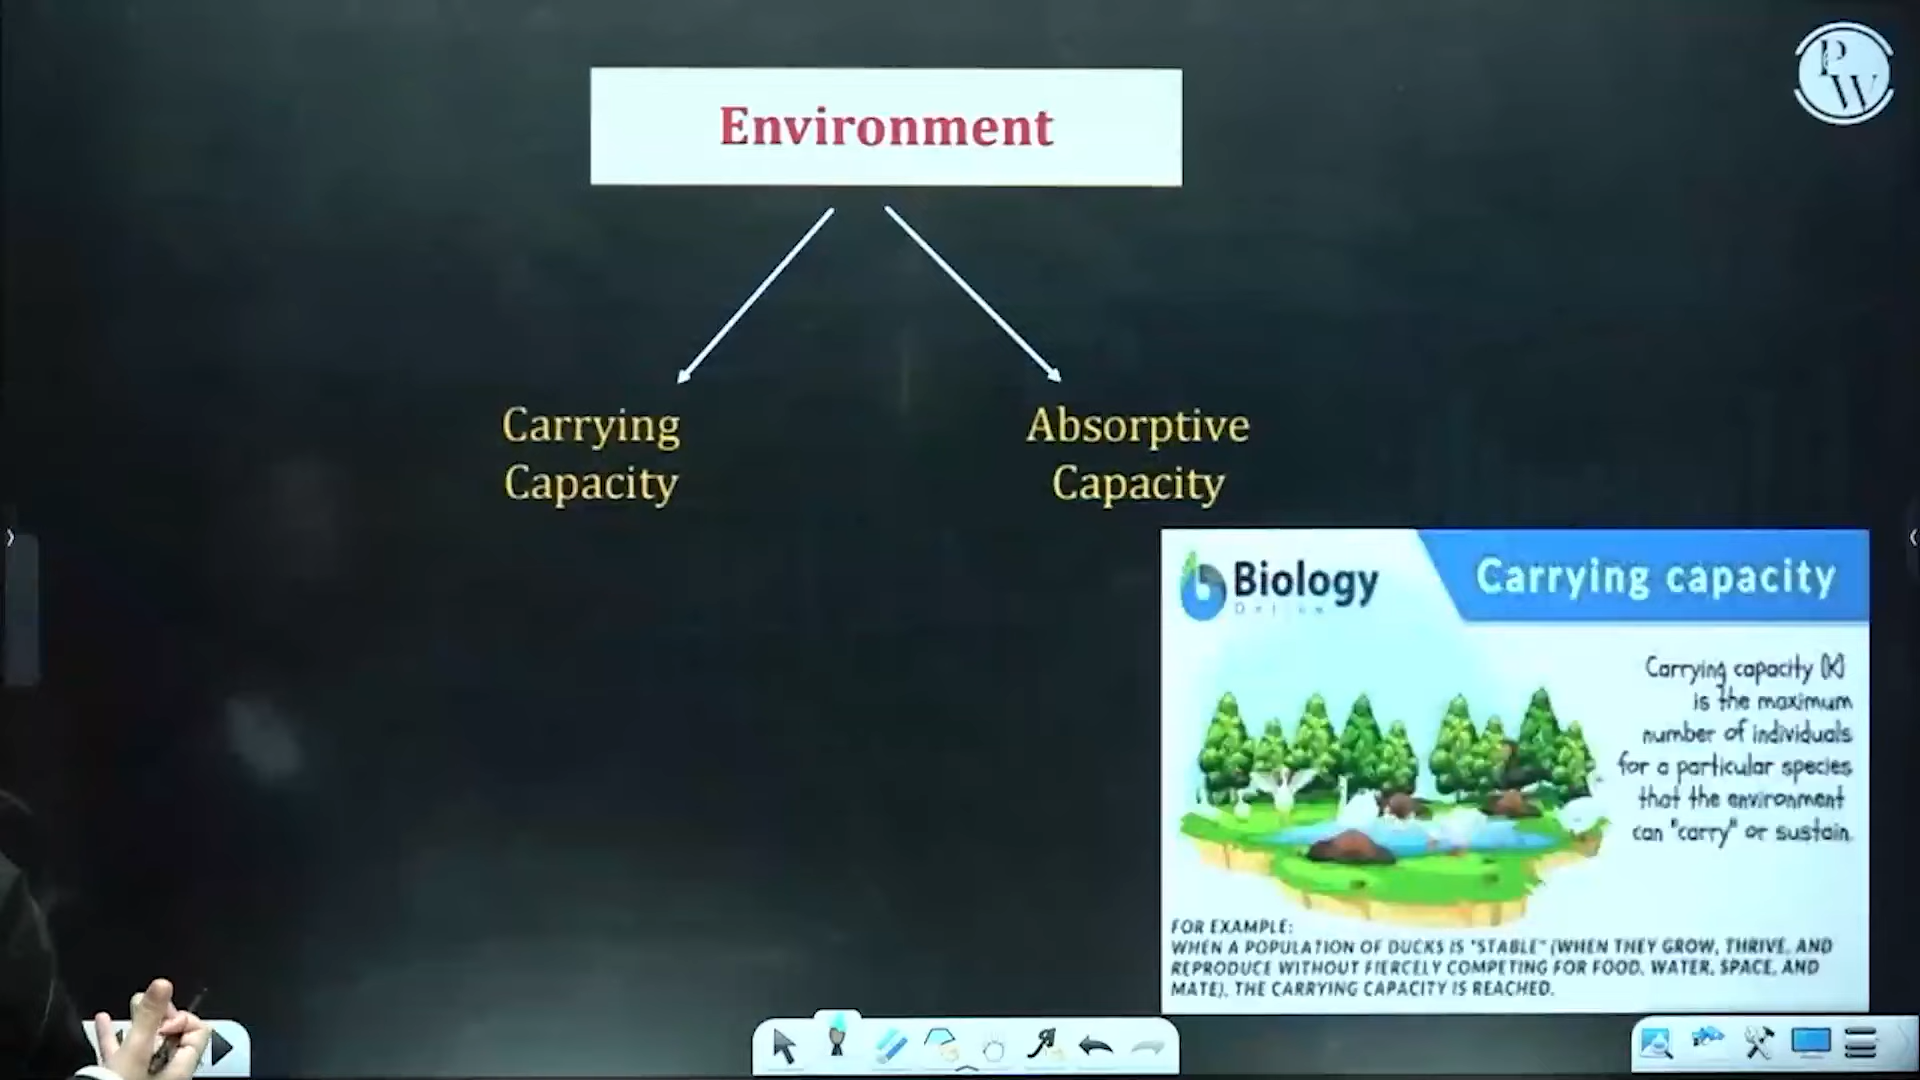 PW
Environment
Carrying
Capacity
Absorptive
Capacity
Biology
Online
Carrying capacity
Carrying capacity (K)
is the maximum
number of individuals
for a particular species
that the environment
can "carry" or sustain.
FOR EXAMPLE:
WHEN A POPULATION OF DUCKS IS "STABLE" (WHEN THEY GROW, THRIVE, AND
REPRODUCE WITHOUT FIERCELY COMPETING FOR FOOD, WATER, SPACE, AND
MATE), THE CARRYING CAPACITY IS REACHED.